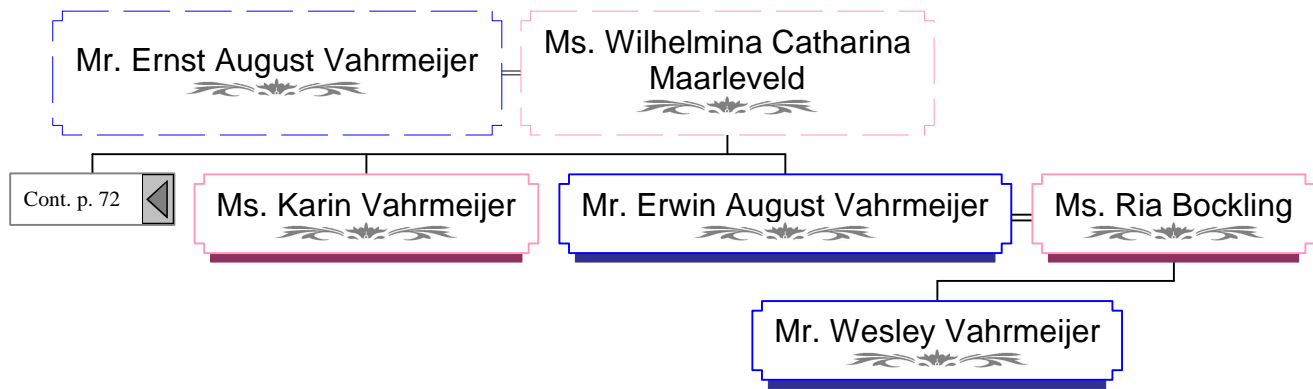 Mr. Ernst August Vahrmeijer
Ms. Wilhelmina Catharina
Maarleveld
Cont. p. 72
Ms. Karin Vahrmeijer
Mr. Erwin August Vahrmeijer
Ms. Ria Bockling
Mr. Wesley Vahrmeijer